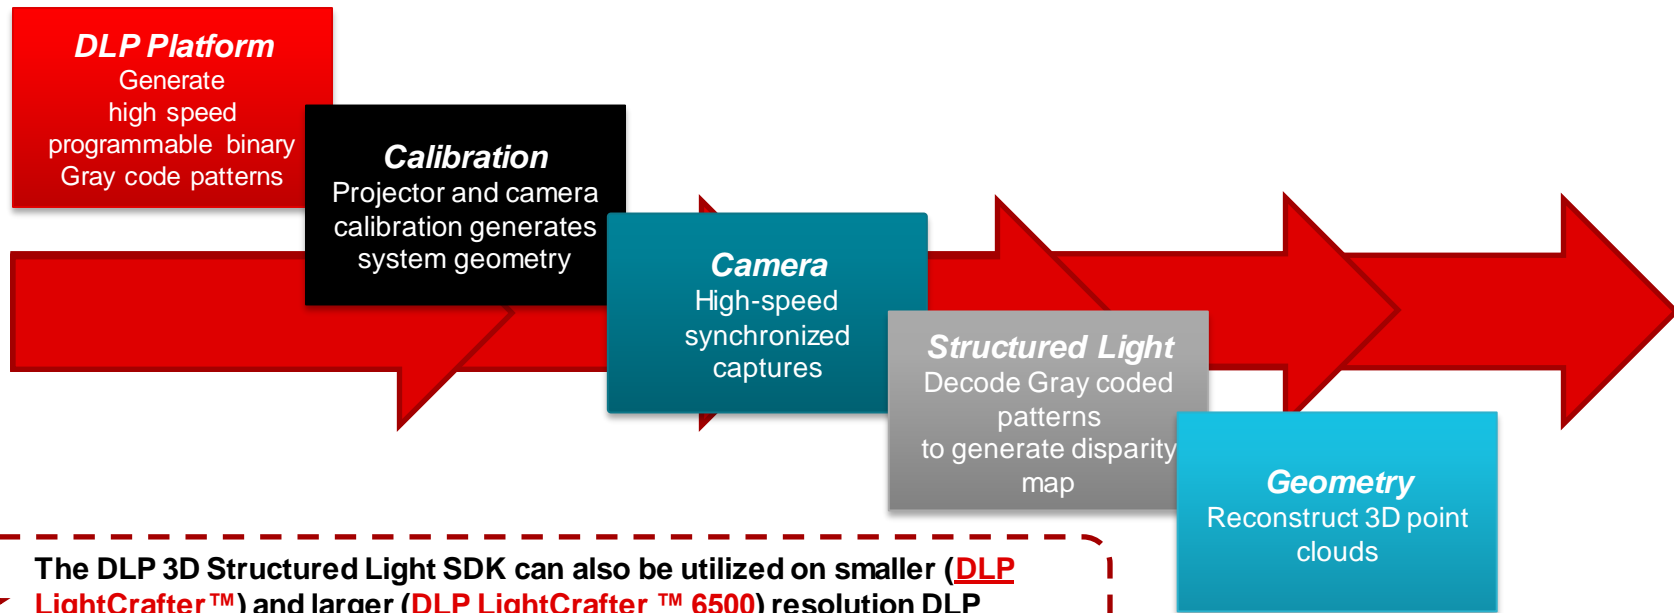 DLP Platform
Generate
high speed
programmable binary
Gray code patterns
Calibration
Projector and camera
calibration generates
system geometry
Camera
High-speed
synchronized
captures
Structured Light
Decode Gray coded
patterns
to generate disparity
map
Geometry
Reconstruct 3D point
clouds
The DLP 3D Structured Light SDK can also be utilized on smaller (DLP
LightCrafter™) and larger (DLP LightCrafter ™ 6500) resolution DLP